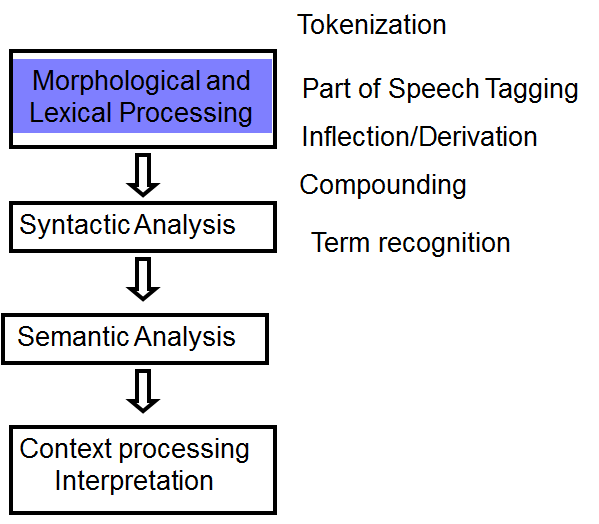 Tokenization
Morphological and
Lexical Processing
Part of Speech Tagging
Inflection/Derivation
Compounding
Syntactic Analysis
Term recognition
Semantic Analysis
Context processing
Interpretation